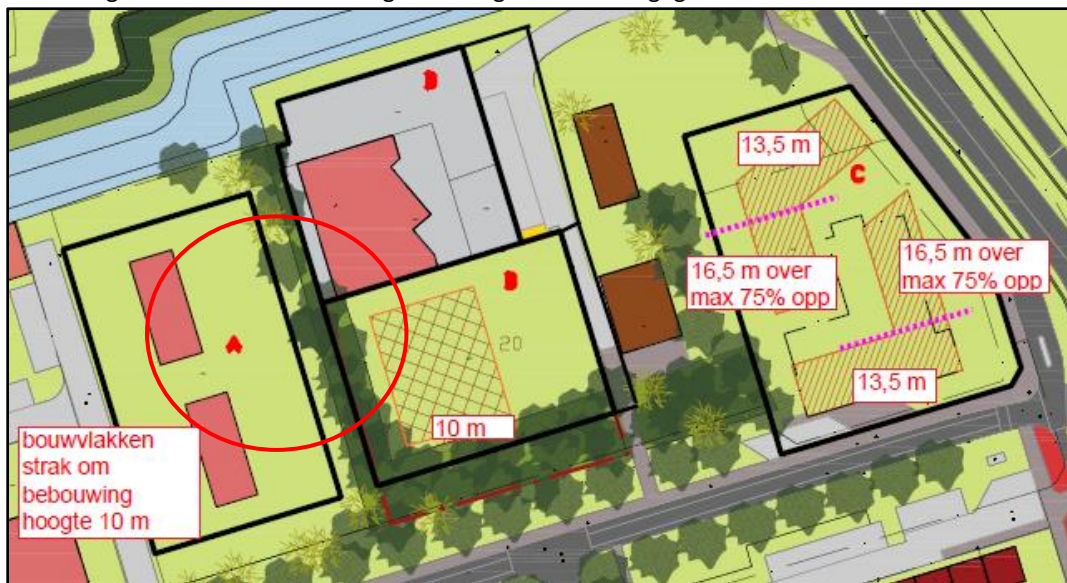 13,5 m
C
16,5 m over
max 75% opp
16,5 m over
max 75% opp
A
20
13,5 m
10 m
bouwvlakken
strak om
bebouwing
hoogte 10 m